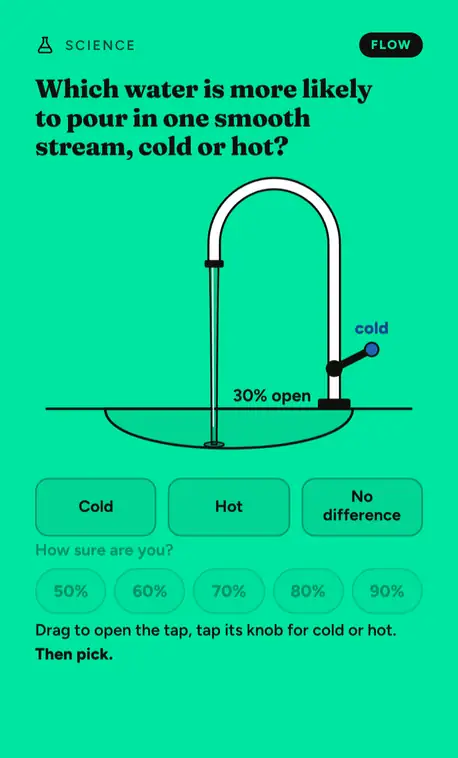 SCIENCE
FLOW
Which water is more likely
to pour in one smooth
stream, cold or hot?
cold
30% open
Cold
Hot
No
difference
How sure are you?
50%
60%
70%
80%
90%
Drag to open the tap, tap its knob for cold or hot.
Then pick.